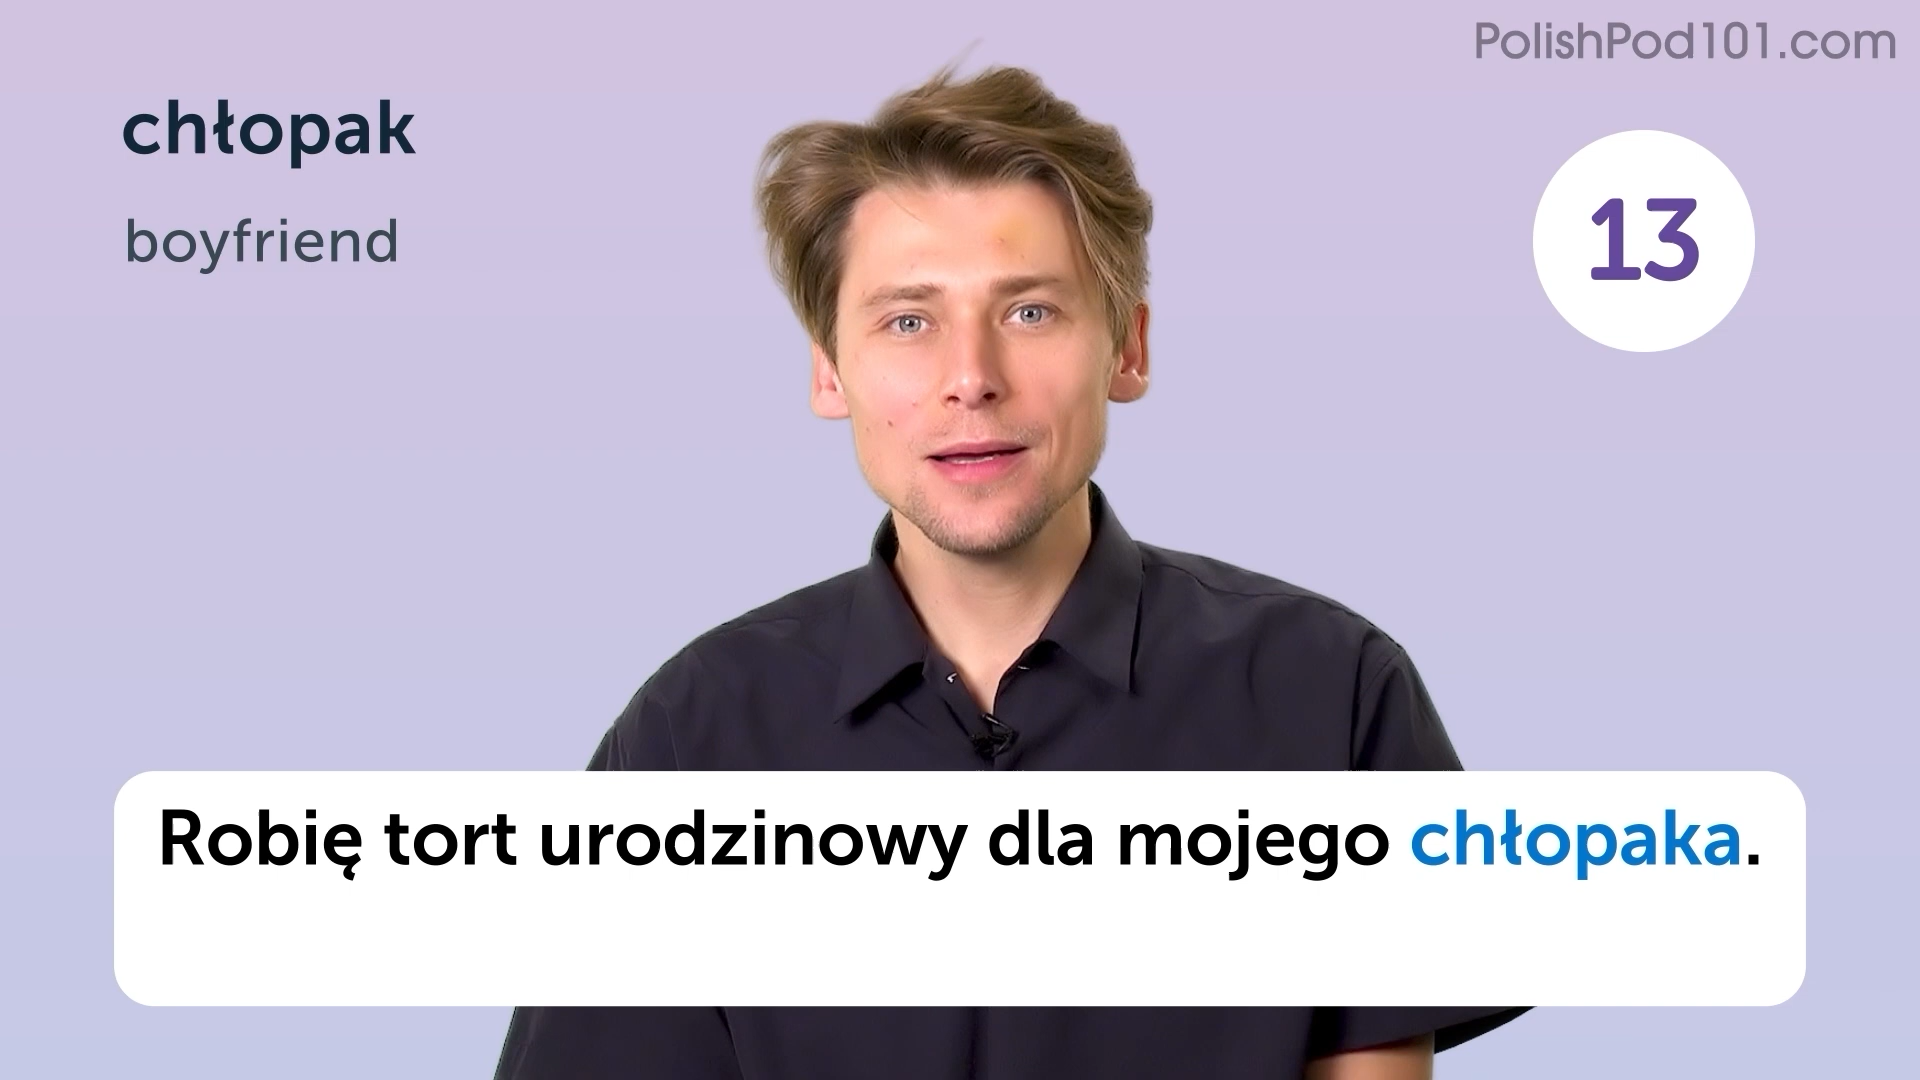 PolishPod101.com
chłopak
boyfriend
13
Robię tort urodzinowy dla mojego chłopaka.